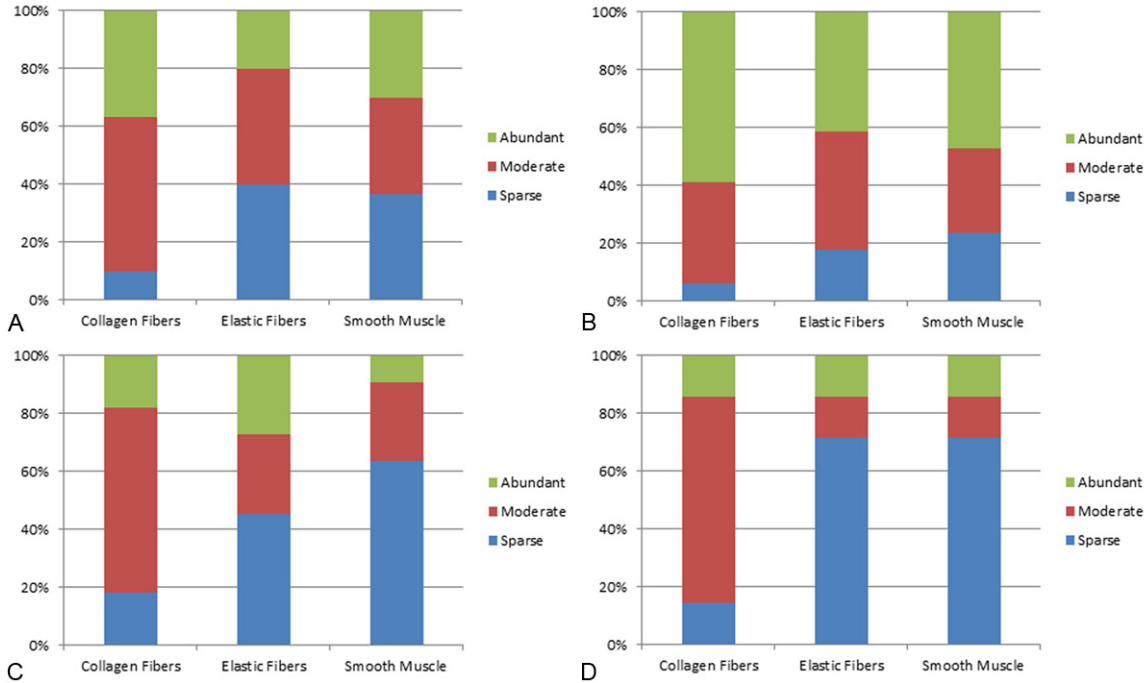 100%
80%
60%
40%
20%
0%
Collagen Fibers Elastic Fibers Smooth Muscle
Abundant
Moderate
Sparse
A
100%
80%
60%
40%
20%
0%
Collagen Fibers Elastic Fibers Smooth Muscle
Abundant
Moderate
Sparse
B
100%
80%
60%
40%
20%
0%
Collagen Fibers Elastic Fibers Smooth Muscle
Abundant
Moderate
Sparse
C
100%
80%
60%
40%
20%
0%
Collagen Fibers Elastic Fibers Smooth Muscle
Abundant
Moderate
Sparse
D